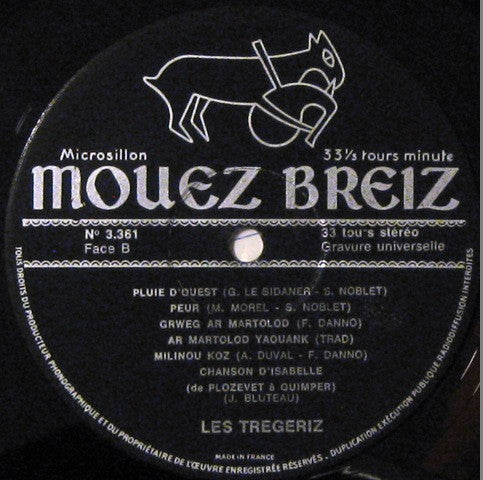 Microsillon 33⅓ tours minute
MOUEZ BREIZ
Nº 3.361 33 tou's stéréo
Face B Gravure universelle
PLUIE D'OUEST (G. LE SIDANER - S. NOBLET)
PEUR (M. MOREL - S. NOBLET)
GRWEG AR MARTOLOD (F. DANNO)
AR MARTOLOD YAOUANK (TRAD)
MILINOU KOZ (A. DUVAL - F. DANNO)
CHANSON D'ISABELLE
(de PLOZEVET à QUIMPER)
(J. BLUTEAU)
LES TREGERIZ
TOUS DROITS DU PRODUCTEUR PHONOGRAPHIQUE ET DU PROPRIÉTAIRE DE L'ŒUVRE ENREGISTRÉE RÉSERVÉS. DUPLICATION EXÉCUTION PUBLIQUE RADIODIFFUSION INTERDITES
MADE IN FRANCE